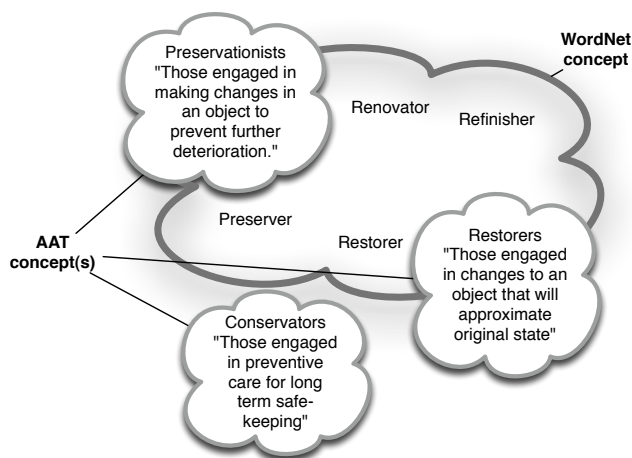 Preservationists
"Those engaged in
making changes in
an object to
prevent further
deterioration."
WordNet
concept
Renovator
Refinisher
Preserver
Restorer
AAT
concept(s)
Restorers
"Those engaged
in changes to an
object that will
approximate
original state"
Conservators
"Those engaged
in preventive
care for long
term safe-
keeping"